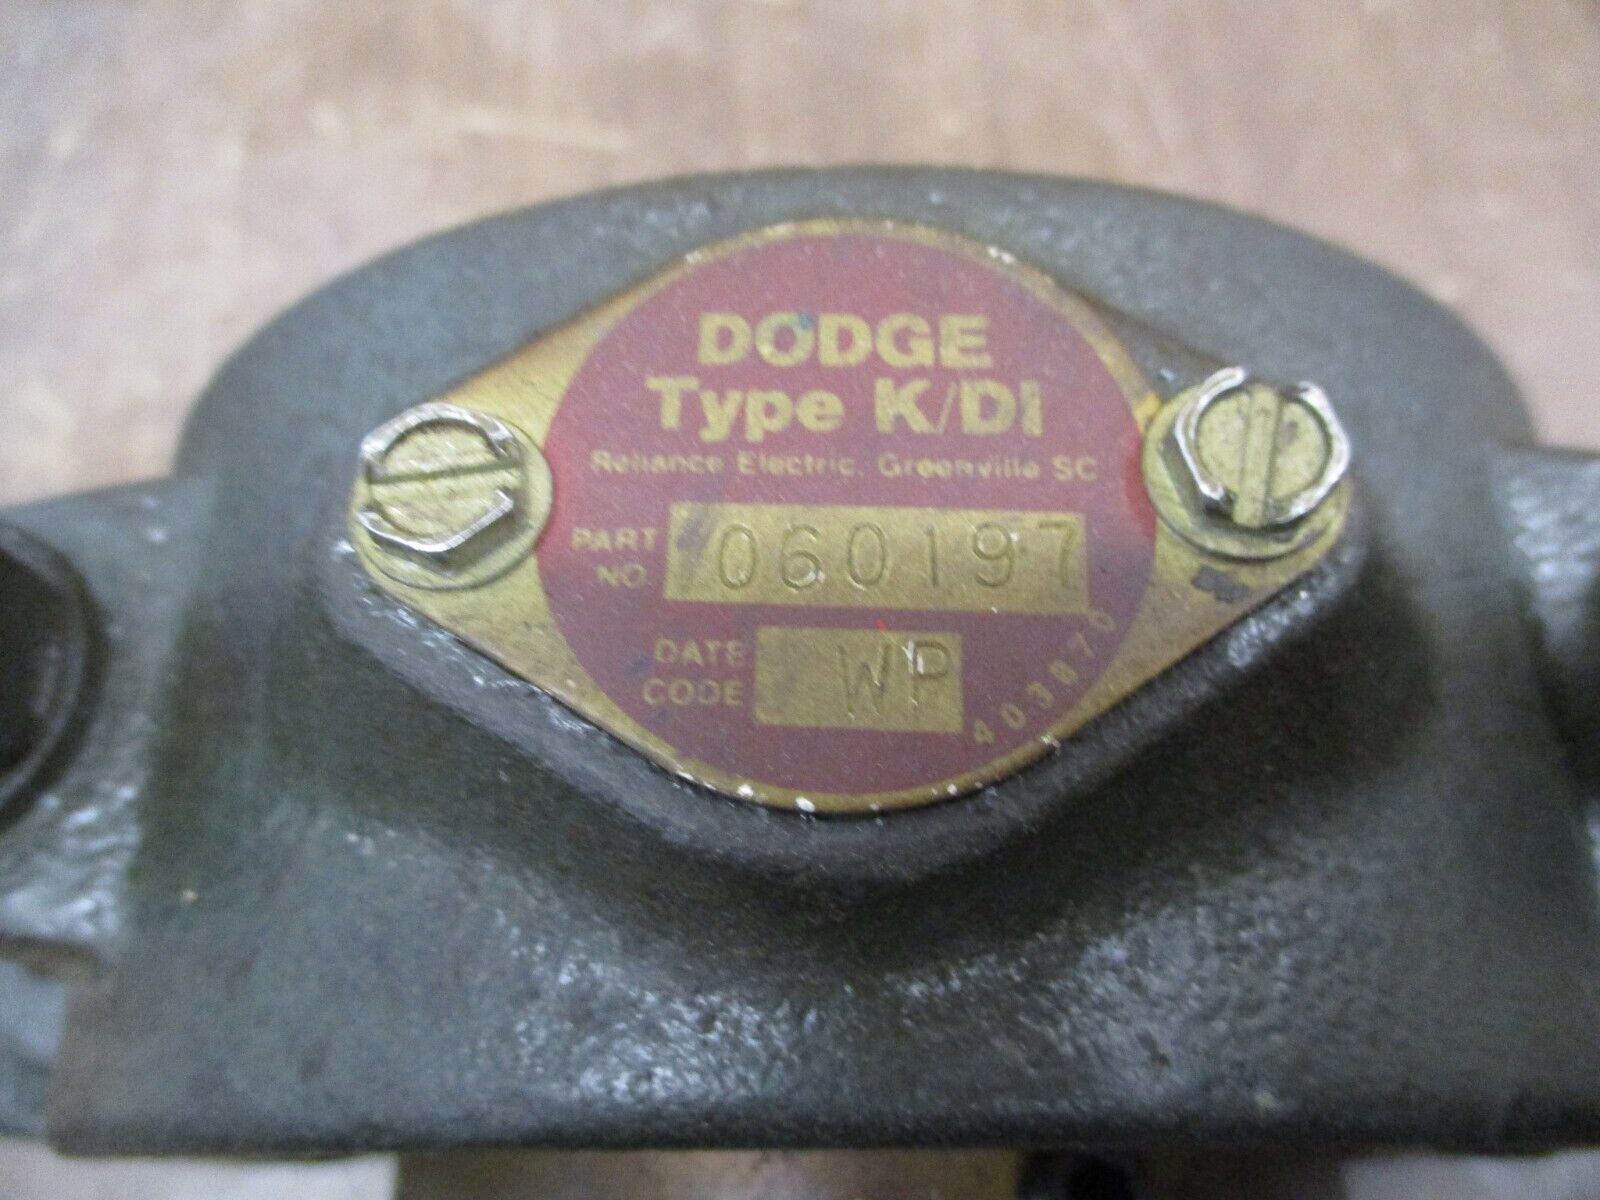 DODGE
Type K/DI
Reliance Electric, Greenville SC
PART NO. 060197
DATE CODE WP
403870